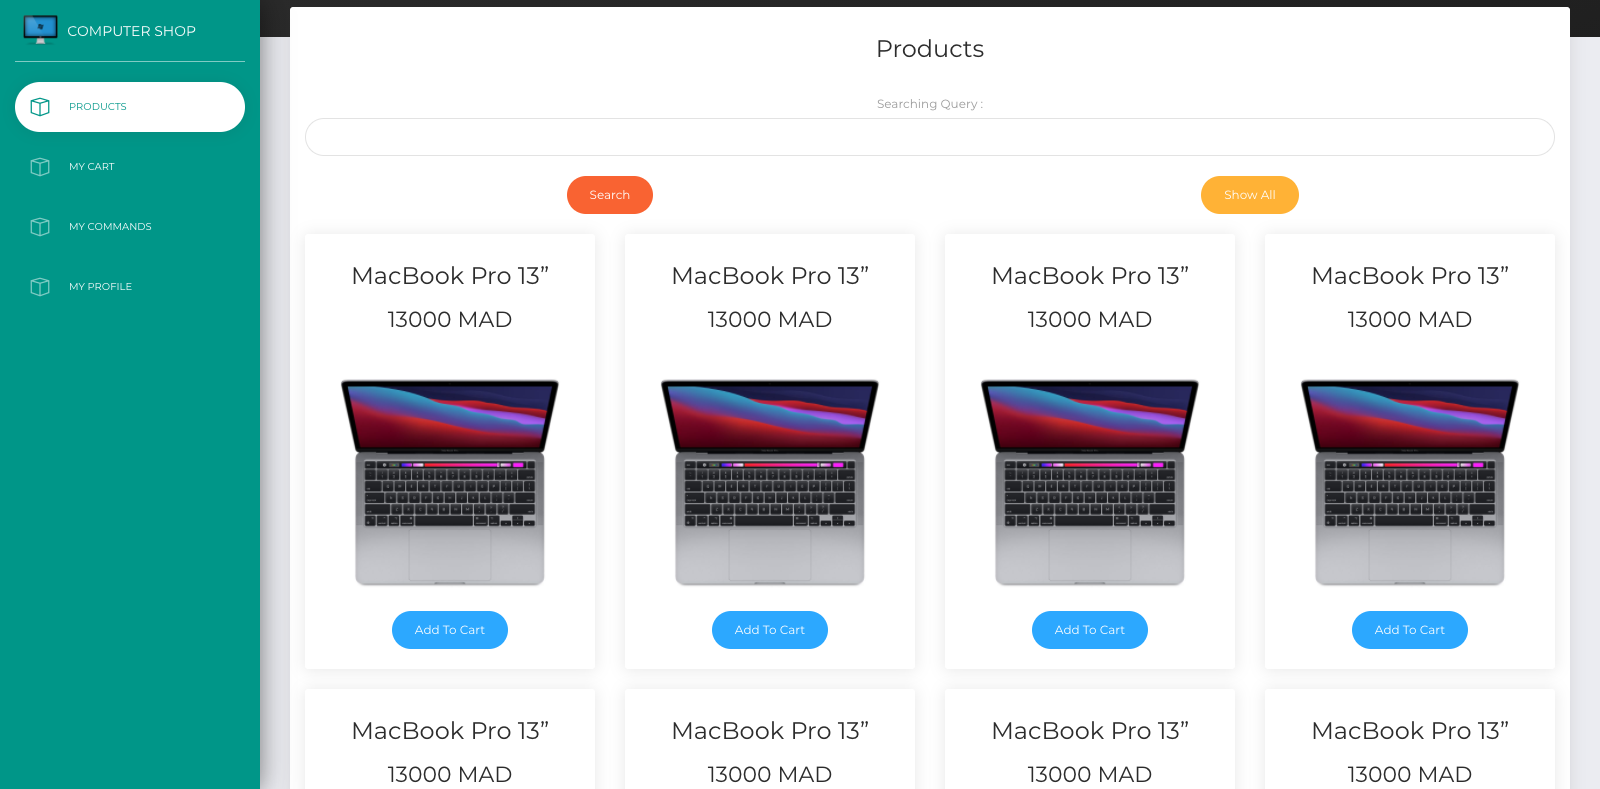 COMPUTER SHOP
PRODUCTS
MY CART
MY COMMANDS
MY PROFILE
Products
Searching Query :
Search
Show All
MacBook Pro 13”
13000 MAD
Add To Cart
MacBook Pro 13”
13000 MAD
Add To Cart
MacBook Pro 13”
13000 MAD
Add To Cart
MacBook Pro 13”
13000 MAD
Add To Cart
MacBook Pro 13”
13000 MAD
MacBook Pro 13”
13000 MAD
MacBook Pro 13”
13000 MAD
MacBook Pro 13”
13000 MAD